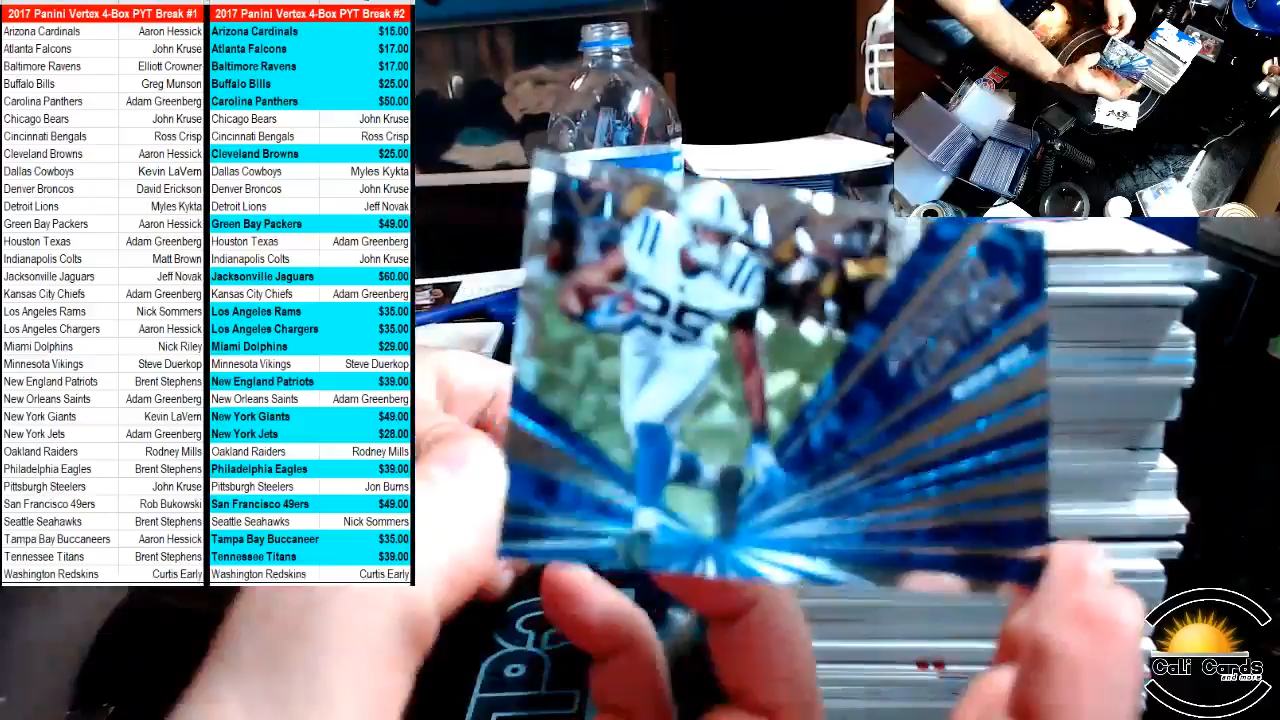 2017 Panini Vertex 4-Box PYT Break #1
Arizona Cardinals Aaron Hessick
Atlanta Falcons John Kruse
Baltimore Ravens Elliott Crowner
Buffalo Bills Greg Munson
Carolina Panthers Adam Greenberg
Chicago Bears John Kruse
Cincinnati Bengals Ross Crisp
Cleveland Browns Aaron Hessick
Dallas Cowboys Kevin LaVern
Denver Broncos David Erickson
Detroit Lions Myles Kykta
Green Bay Packers Aaron Hessick
Houston Texas Adam Greenberg
Indianapolis Colts Matt Brown
Jacksonville Jaguars Jeff Novak
Kansas City Chiefs Adam Greenberg
Los Angeles Rams Nick Sommers
Los Angeles Chargers Aaron Hessick
Miami Dolphins Nick Riley
Minnesota Vikings Steve Duerkop
New England Patriots Brent Stephens
New Orleans Saints Adam Greenberg
New York Giants Kevin LaVern
New York Jets Adam Greenberg
Oakland Raiders Rodney Mills
Philadelphia Eagles Brent Stephens
Pittsburgh Steelers John Kruse
San Francisco 49ers Rob Bukowski
Seattle Seahawks Brent Stephens
Tampa Bay Buccaneers Aaron Hessick
Tennessee Titans Brent Stephens
Washington Redskins Curtis Early
2017 Panini Vertex 4-Box PYT Break #2
Arizona Cardinals $15.00
Atlanta Falcons $17.00
Baltimore Ravens $17.00
Buffalo Bills $25.00
Carolina Panthers $50.00
Chicago Bears John Kruse
Cincinnati Bengals Ross Crisp
Cleveland Browns $25.00
Dallas Cowboys Myles Kykta
Denver Broncos John Kruse
Detroit Lions Jeff Novak
Green Bay Packers $49.00
Houston Texas Adam Greenberg
Indianapolis Colts John Kruse
Jacksonville Jaguars $60.00
Kansas City Chiefs Adam Greenberg
Los Angeles Rams $35.00
Los Angeles Chargers $35.00
Miami Dolphins $29.00
Minnesota Vikings Steve Duerkop
New England Patriots $39.00
New Orleans Saints Adam Greenberg
New York Giants $49.00
New York Jets $28.00
Oakland Raiders Rodney Mills
Philadelphia Eagles $39.00
Pittsburgh Steelers Jon Burns
San Francisco 49ers $49.00
Seattle Seahawks Nick Sommers
Tampa Bay Buccaneer $35.00
Tennessee Titans $39.00
Washington Redskins Curtis Early
Cali Cards
and more